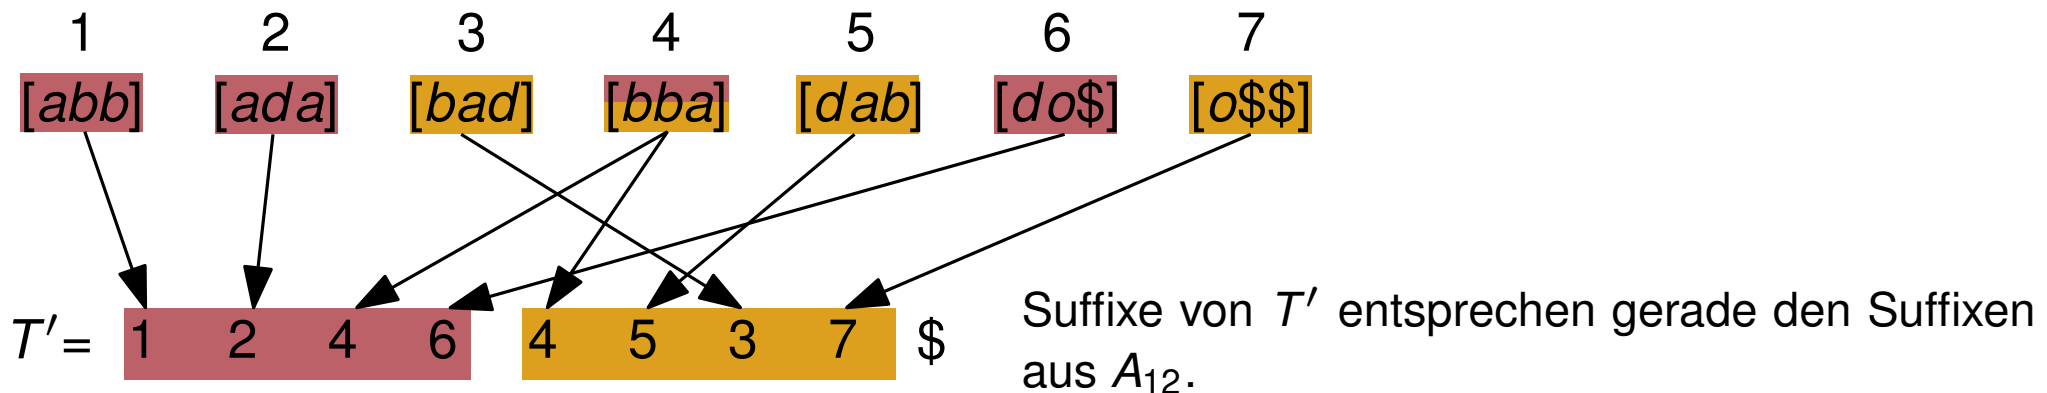 1 2 3 4 5 6 7
[abb] [ada] [bad] [bba] [dab] [do$] [o$$]
T′= 1 2 4 6 4 5 3 7 $
Suffixe von T′ entsprechen gerade den Suffixen
aus A₁₂.